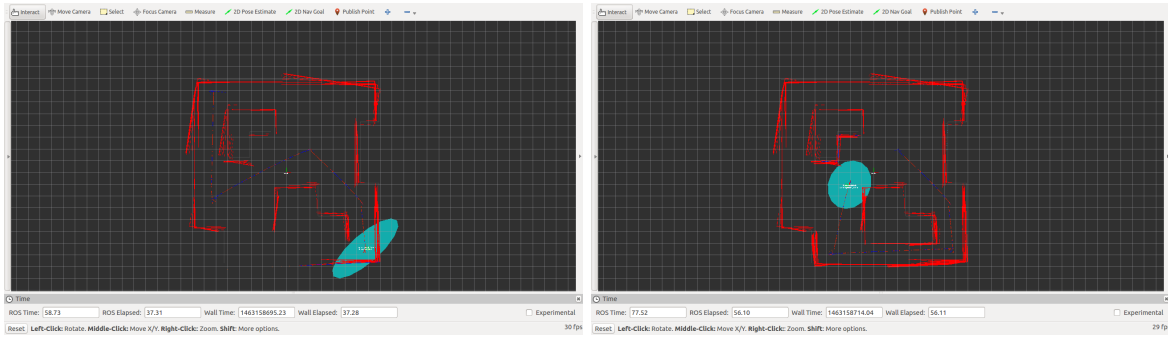 Interact Move Camera Select Focus Camera Measure 2D Pose Estimate 2D Nav Goal Publish Point
Time
ROS Time: 58.73 ROS Elapsed: 37.31 Wall Time: 1463158695.23 Wall Elapsed: 37.28 Experimental
Reset Left-Click: Rotate. Middle-Click: Move X/Y. Right-Click: Zoom. Shift: More options. 30 fps
Interact Move Camera Select Focus Camera Measure 2D Pose Estimate 2D Nav Goal Publish Point
Time
ROS Time: 77.52 ROS Elapsed: 56.10 Wall Time: 1463158714.04 Wall Elapsed: 56.11 Experimental
Reset Left-Click: Rotate. Middle-Click: Move X/Y. Right-Click: Zoom. Shift: More options. 29 fp